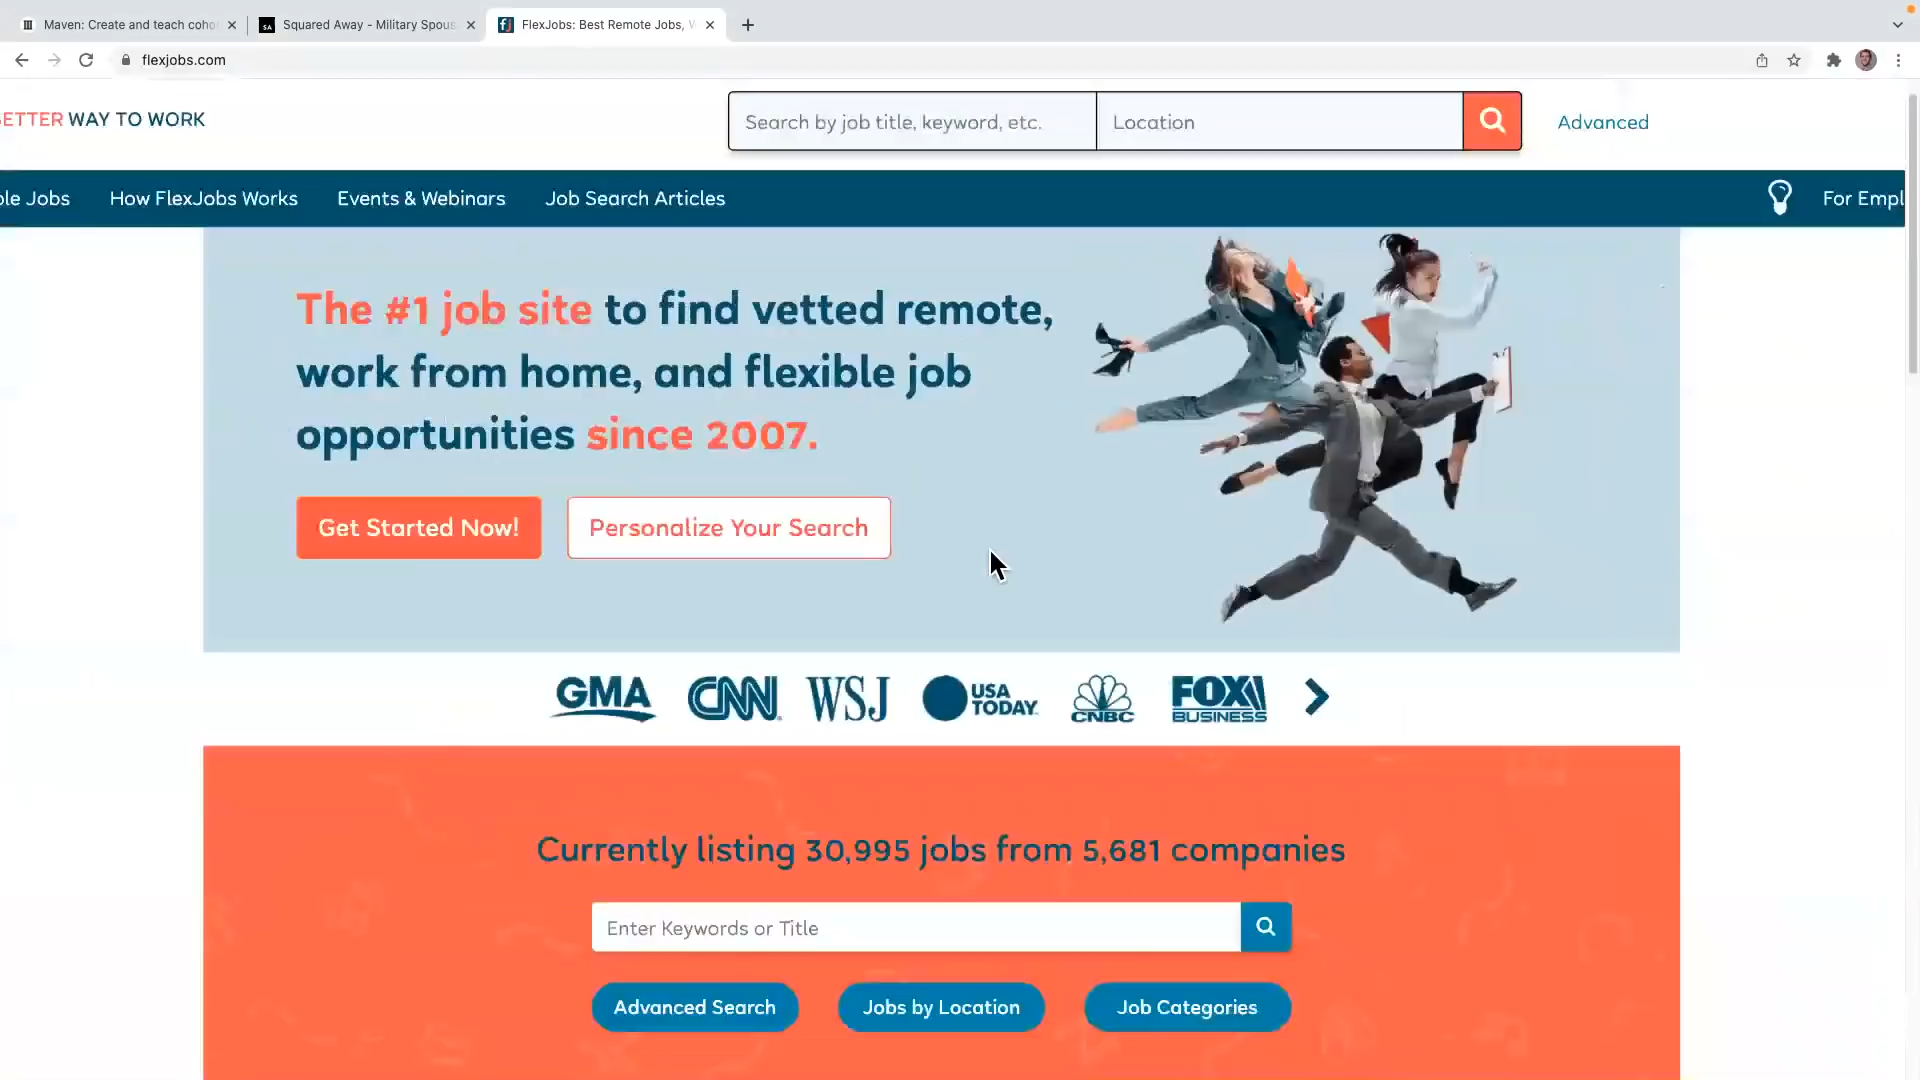 Maven: Create and teach coho
Squared Away - Military Spous
FlexJobs: Best Remote Jobs, W
flexjobs.com
ETTER WAY TO WORK
Search by job title, keyword, etc.
Location
Advanced
ole Jobs
How FlexJobs Works
Events & Webinars
Job Search Articles
For Empl
The #1 job site to find vetted remote,
work from home, and flexible job
opportunities since 2007.
Get Started Now!
Personalize Your Search
GMA
CNN
WSJ
USA
TODAY
CNBC
FOX
BUSINESS
Currently listing 30,995 jobs from 5,681 companies
Enter Keywords or Title
Advanced Search
Jobs by Location
Job Categories